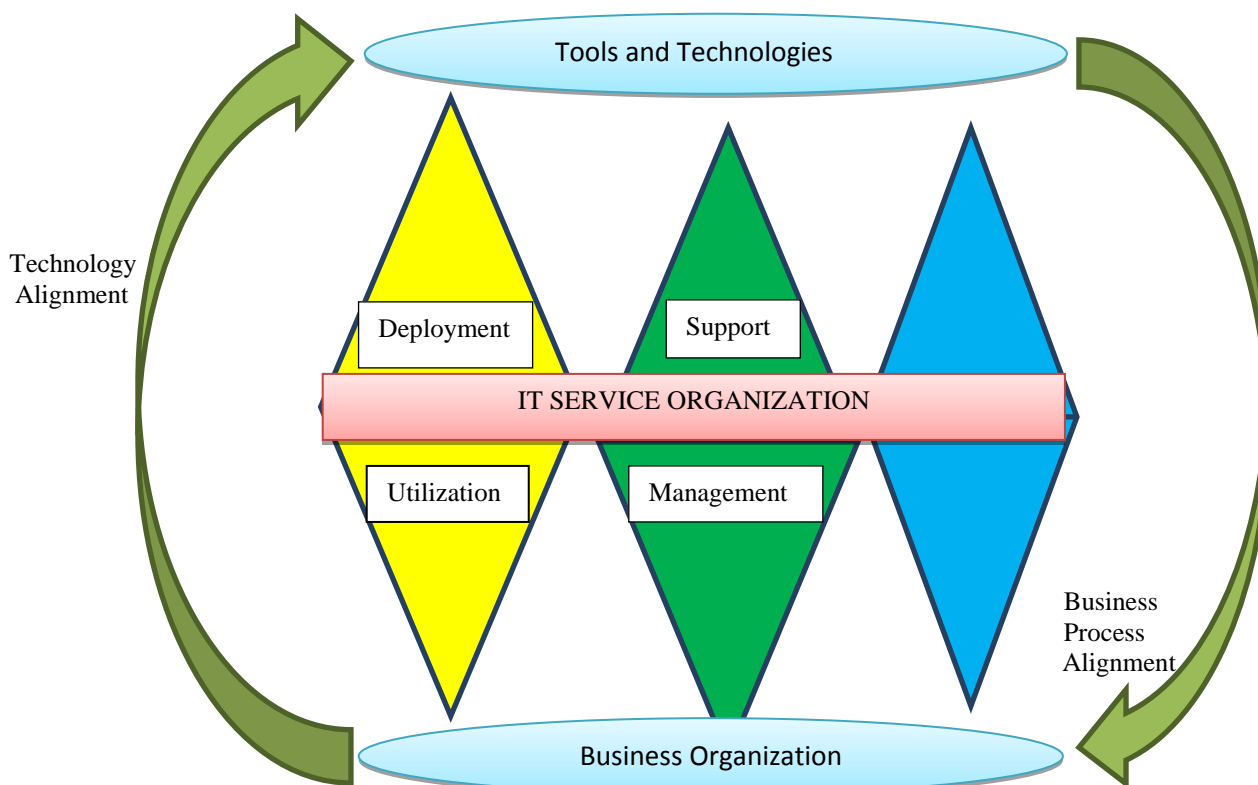 Tools and Technologies
Technology
Alignment
Deployment
Support
IT SERVICE ORGANIZATION
Utilization
Management
Business
Process
Alignment
Business Organization